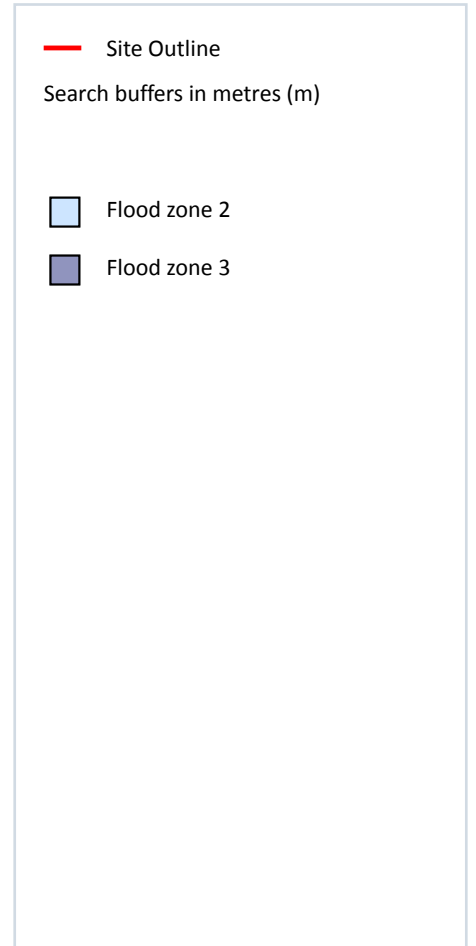 Site Outline
Search buffers in metres (m)
Flood zone 2
Flood zone 3